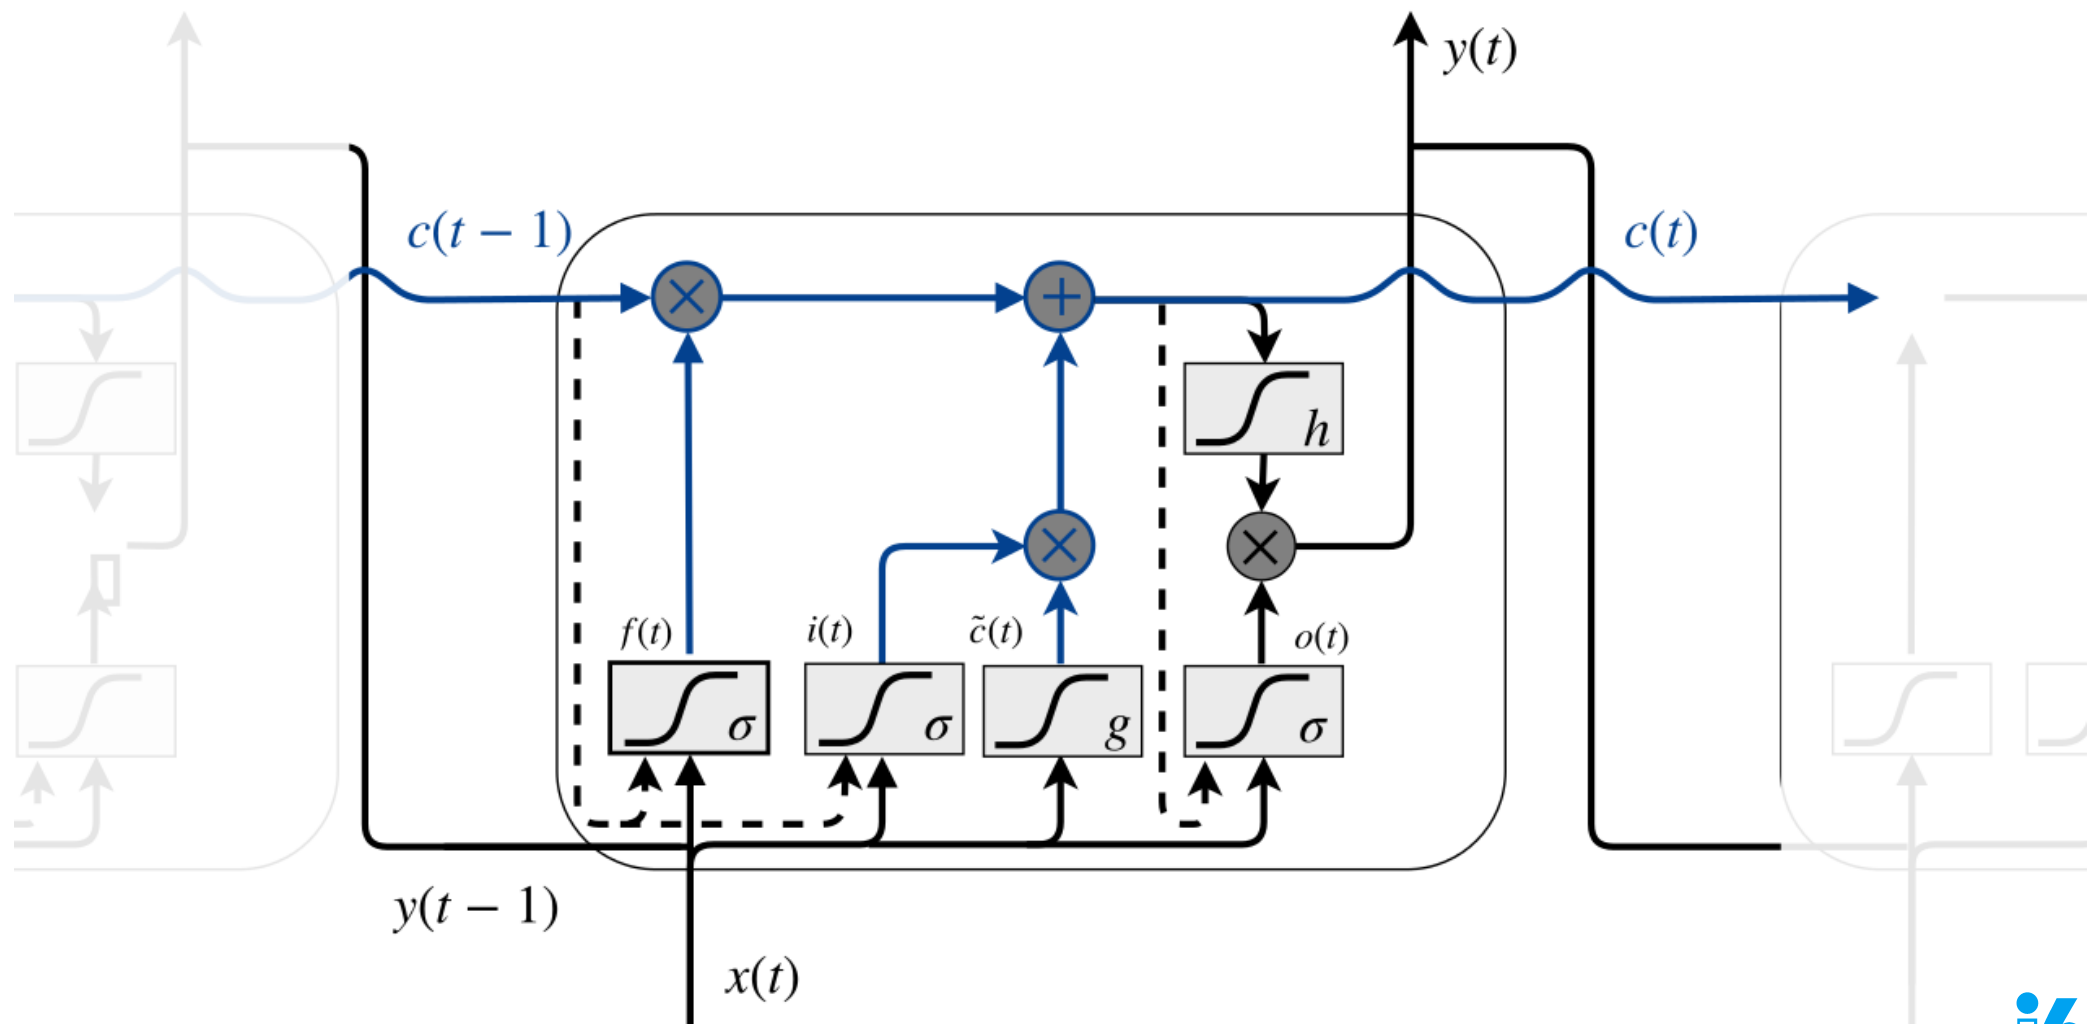 y(t)
c(t − 1)
c(t)
h
f(t)
i(t)
c̃(t)
o(t)
σ
σ
g
σ
y(t − 1)
x(t)